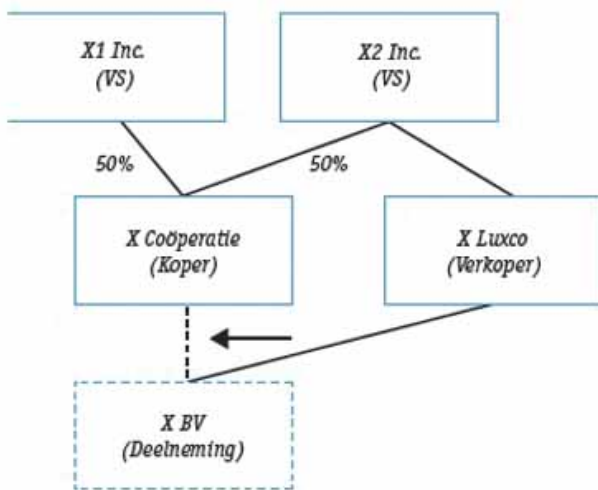 X1 Inc.
(VS)
X2 Inc.
(VS)
50%
50%
X Coöperatie
(Koper)
X Luxco
(Verkoper)
X BV
(Deelneming)